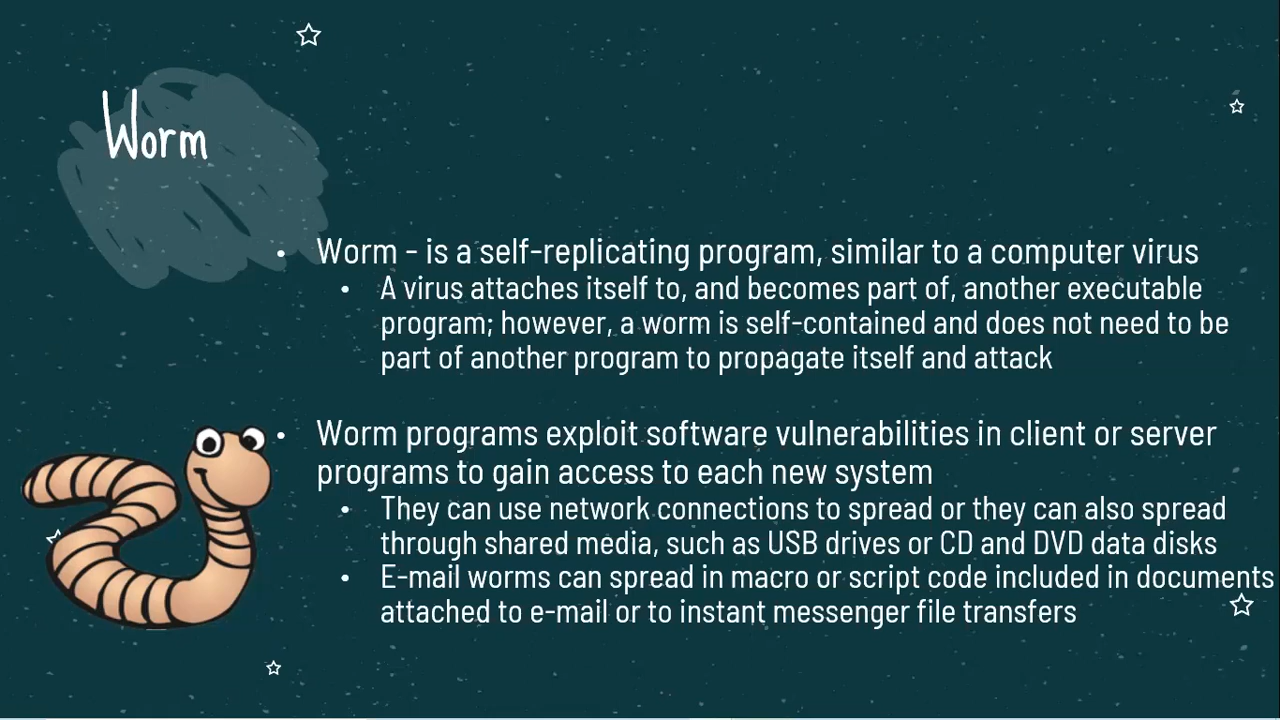 Worm
• Worm - is a self-replicating program, similar to a computer virus
• A virus attaches itself to, and becomes part of, another executable
program; however, a worm is self-contained and does not need to be
part of another program to propagate itself and attack
• Worm programs exploit software vulnerabilities in client or server
programs to gain access to each new system
• They can use network connections to spread or they can also spread
through shared media, such as USB drives or CD and DVD data disks
• E-mail worms can spread in macro or script code included in documents
attached to e-mail or to instant messenger file transfers